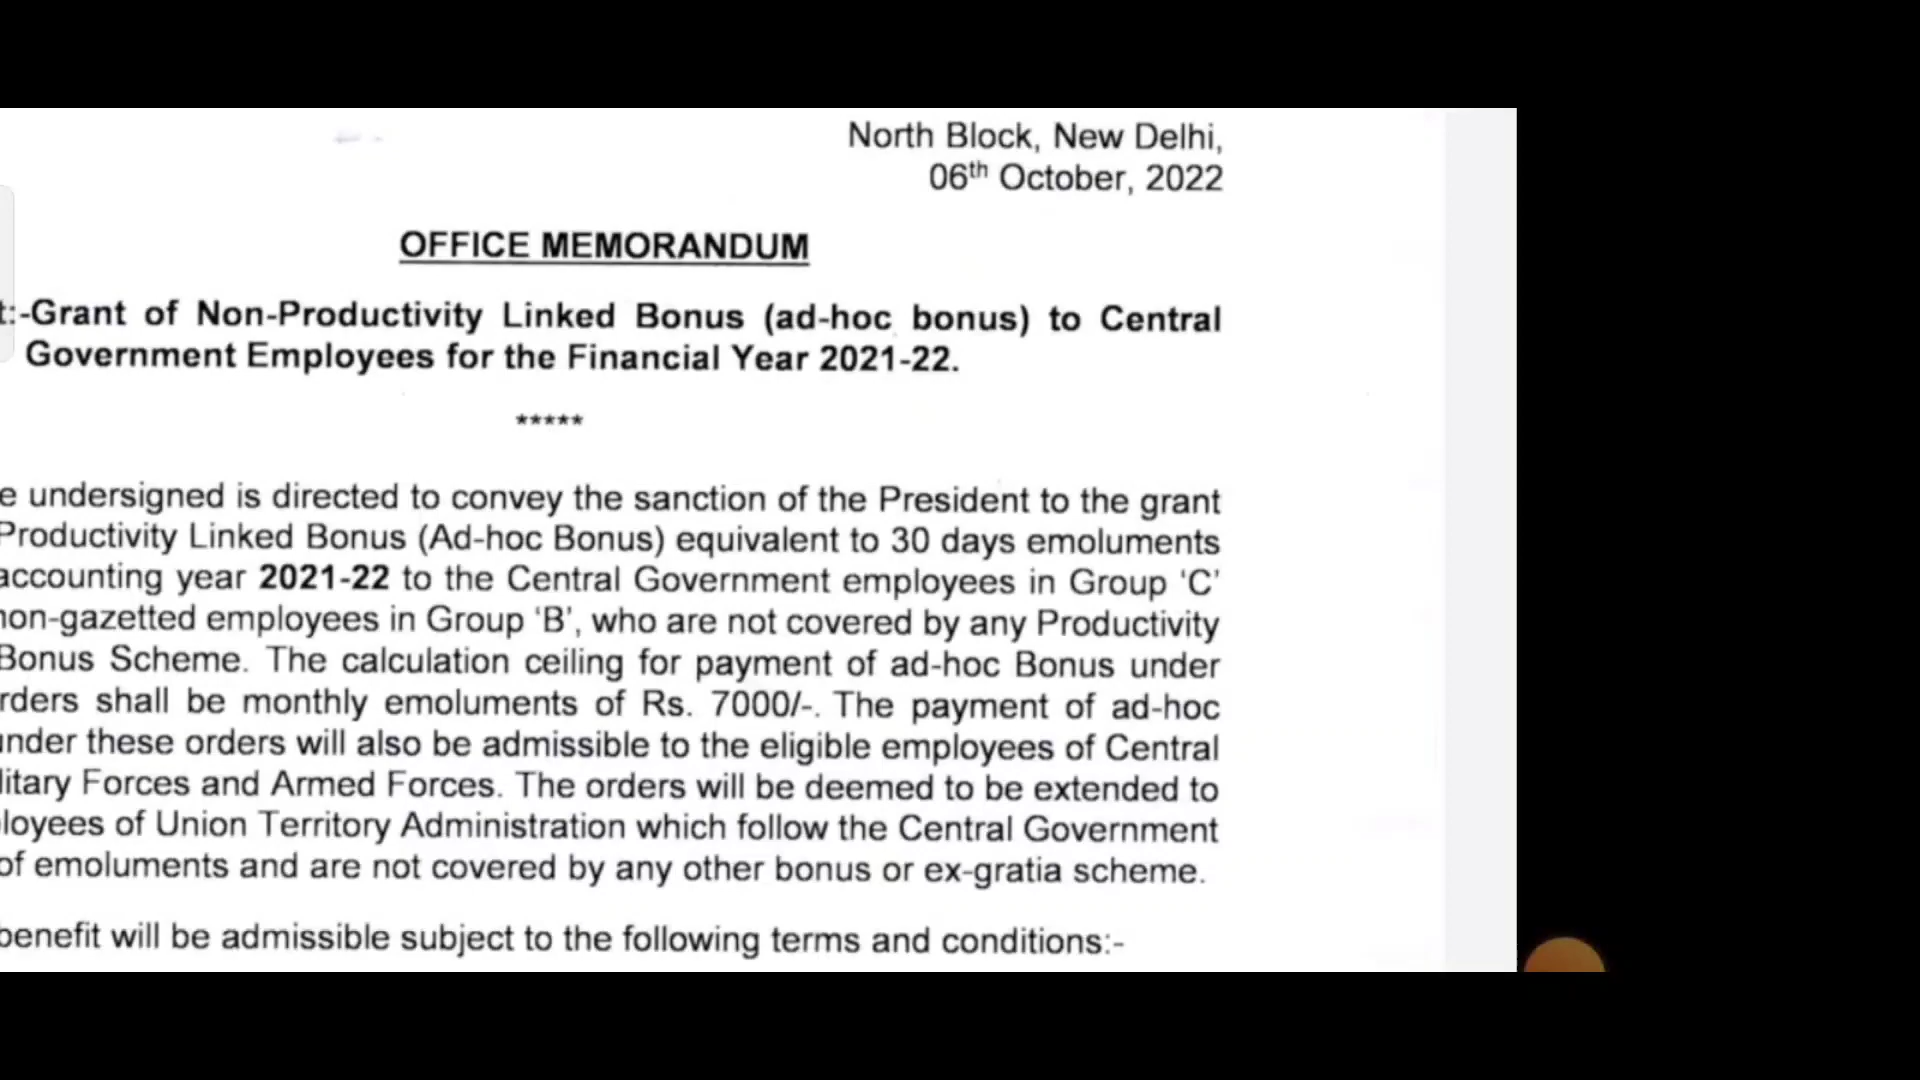 North Block, New Delhi,
06th October, 2022
OFFICE MEMORANDUM
t:-Grant of Non-Productivity Linked Bonus (ad-hoc bonus) to Central
Government Employees for the Financial Year 2021-22.
*****
e undersigned is directed to convey the sanction of the President to the grant
Productivity Linked Bonus (Ad-hoc Bonus) equivalent to 30 days emoluments
accounting year 2021-22 to the Central Government employees in Group ‘C’
non-gazetted employees in Group ‘B’, who are not covered by any Productivity
Bonus Scheme. The calculation ceiling for payment of ad-hoc Bonus under
rders shall be monthly emoluments of Rs. 7000/-. The payment of ad-hoc
under these orders will also be admissible to the eligible employees of Central
litary Forces and Armed Forces. The orders will be deemed to be extended to
loyees of Union Territory Administration which follow the Central Government
of emoluments and are not covered by any other bonus or ex-gratia scheme.
benefit will be admissible subject to the following terms and conditions:-